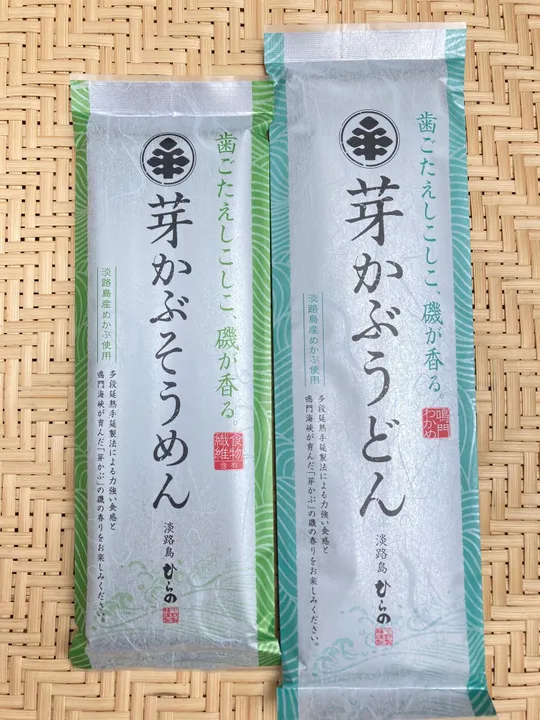 歯ごたえしこしこ、磯が香る。
芽かぶそうめん
食物
繊維
含有
淡路島産めかぶ使用
多段延熟手延製法による力強い食感と
鳴門海峡が育んだ「芽かぶ」の磯の香りをお楽しみください。
淡路島 ひらの
歯ごたえしこしこ、磯が香る。
芽かぶうどん
鳴門
わかめ
淡路島産めかぶ使用
多段延熟手延製法による力強い食感と
鳴門海峡が育んだ「芽かぶ」の磯の香りをお楽しみください。
淡路島 ひらの